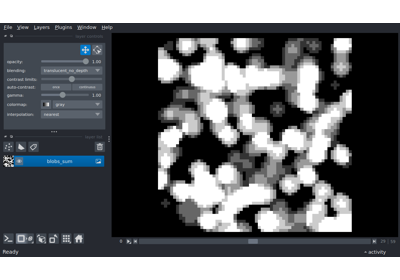 File View Layers Plugins Window Help
opacity: 1.00
blending: translucent_no_depth
contrast limits:
auto-contrast: once continuous
gamma: 1.00
colormap: gray
interpolation: nearest
blobs_sum
Ready
activity